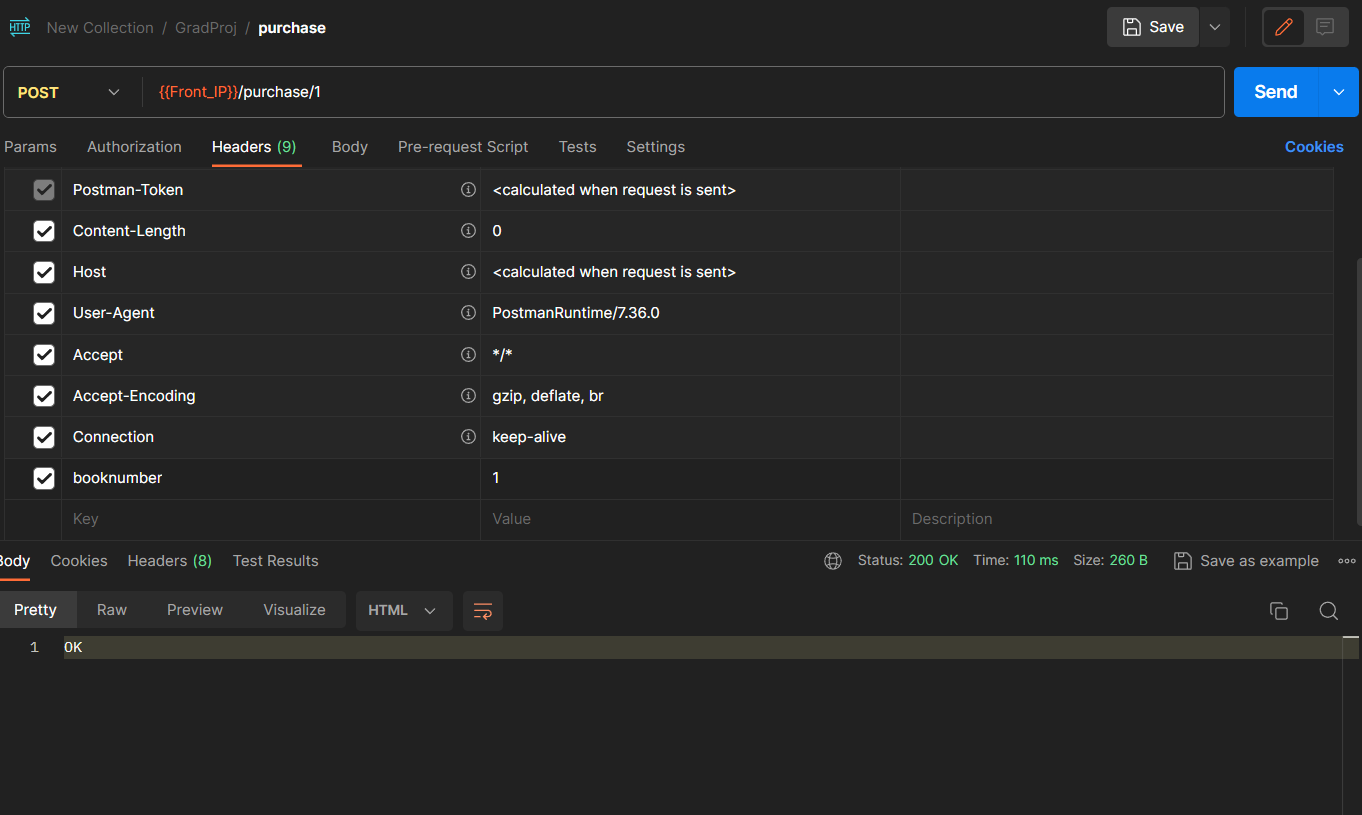 HTTP New Collection / GradProj / purchase Save
POST {{Front_IP}}/purchase/1 Send
Params Authorization Headers (9) Body Pre-request Script Tests Settings Cookies
Postman-Token <calculated when request is sent>
Content-Length 0
Host <calculated when request is sent>
User-Agent PostmanRuntime/7.36.0
Accept */*
Accept-Encoding gzip, deflate, br
Connection keep-alive
booknumber 1
Key Value Description
Body Cookies Headers (8) Test Results Status: 200 OK Time: 110 ms Size: 260 B Save as example
Pretty Raw Preview Visualize HTML
1 OK